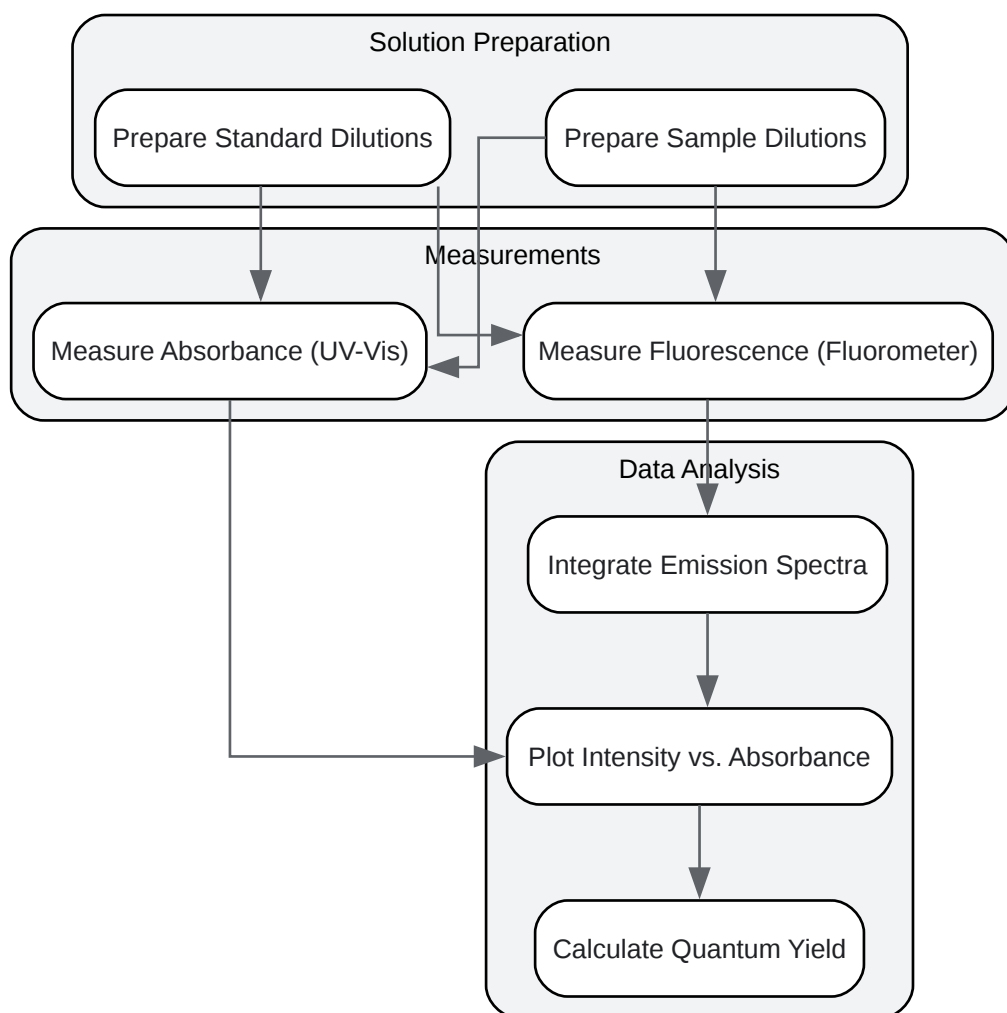 Solution Preparation
Prepare Standard Dilutions
Prepare Sample Dilutions
Measurements
Measure Absorbance (UV-Vis)
Measure Fluorescence (Fluorometer)
Data Analysis
Integrate Emission Spectra
Plot Intensity vs. Absorbance
Calculate Quantum Yield